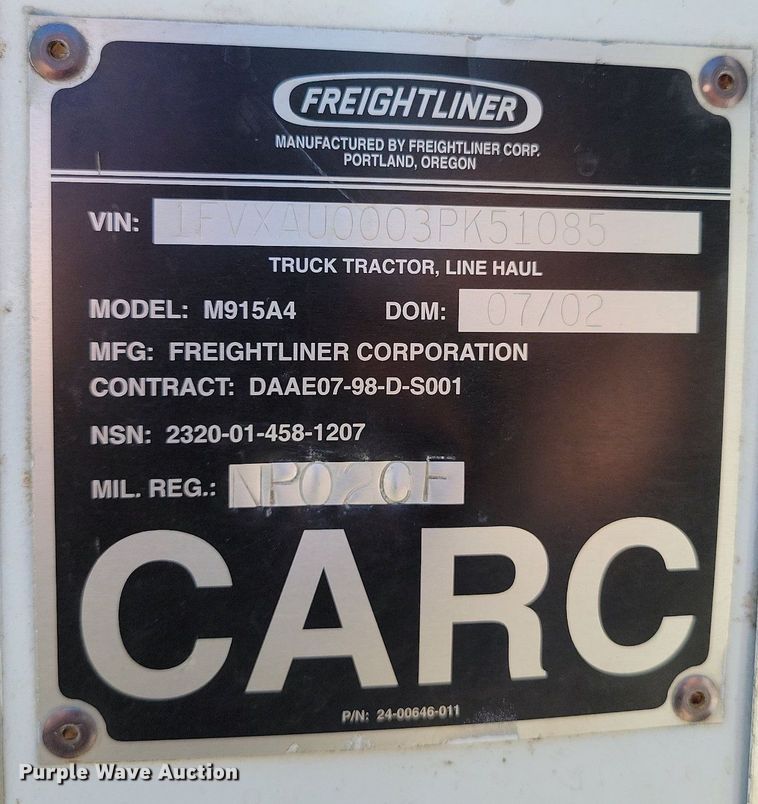 FREIGHTLINER
MANUFACTURED BY FREIGHTLINER CORP.
PORTLAND, OREGON
VIN: 1FVXAU0003PK51085
TRUCK TRACTOR, LINE HAUL
MODEL: M915A4 DOM: 07/02
MFG: FREIGHTLINER CORPORATION
CONTRACT: DAAE07-98-D-S001
NSN: 2320-01-458-1207
MIL. REG.: NP020F
CARC
P/N: 24-00646-011
Purple Wave Auction